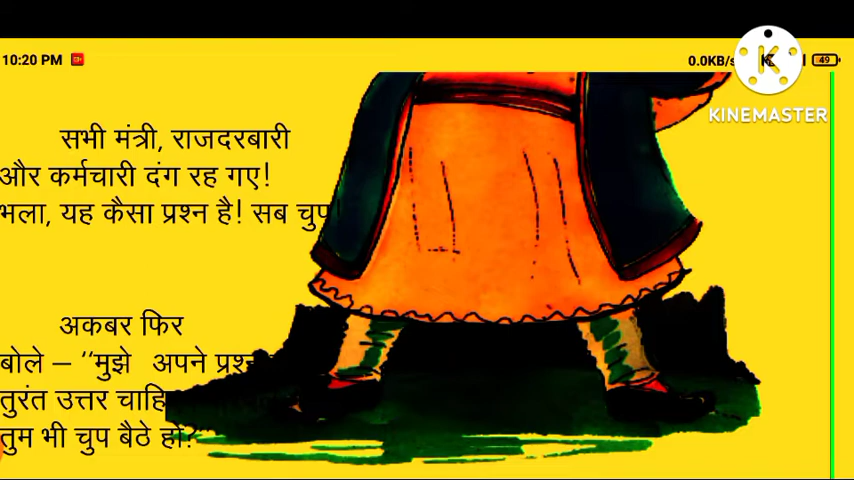 10:20 PM
0.0KB/s
49
KINEMASTER
सभी मंत्री, राजदरबारी
और कर्मचारी दंग रह गए!
भला, यह कैसा प्रश्न है! सब चुप
अकबर फिर
बोले – ’’मुझे अपने प्रश्न
तुरंत उत्तर चाहि
तुम भी चुप बैठे हो?’’